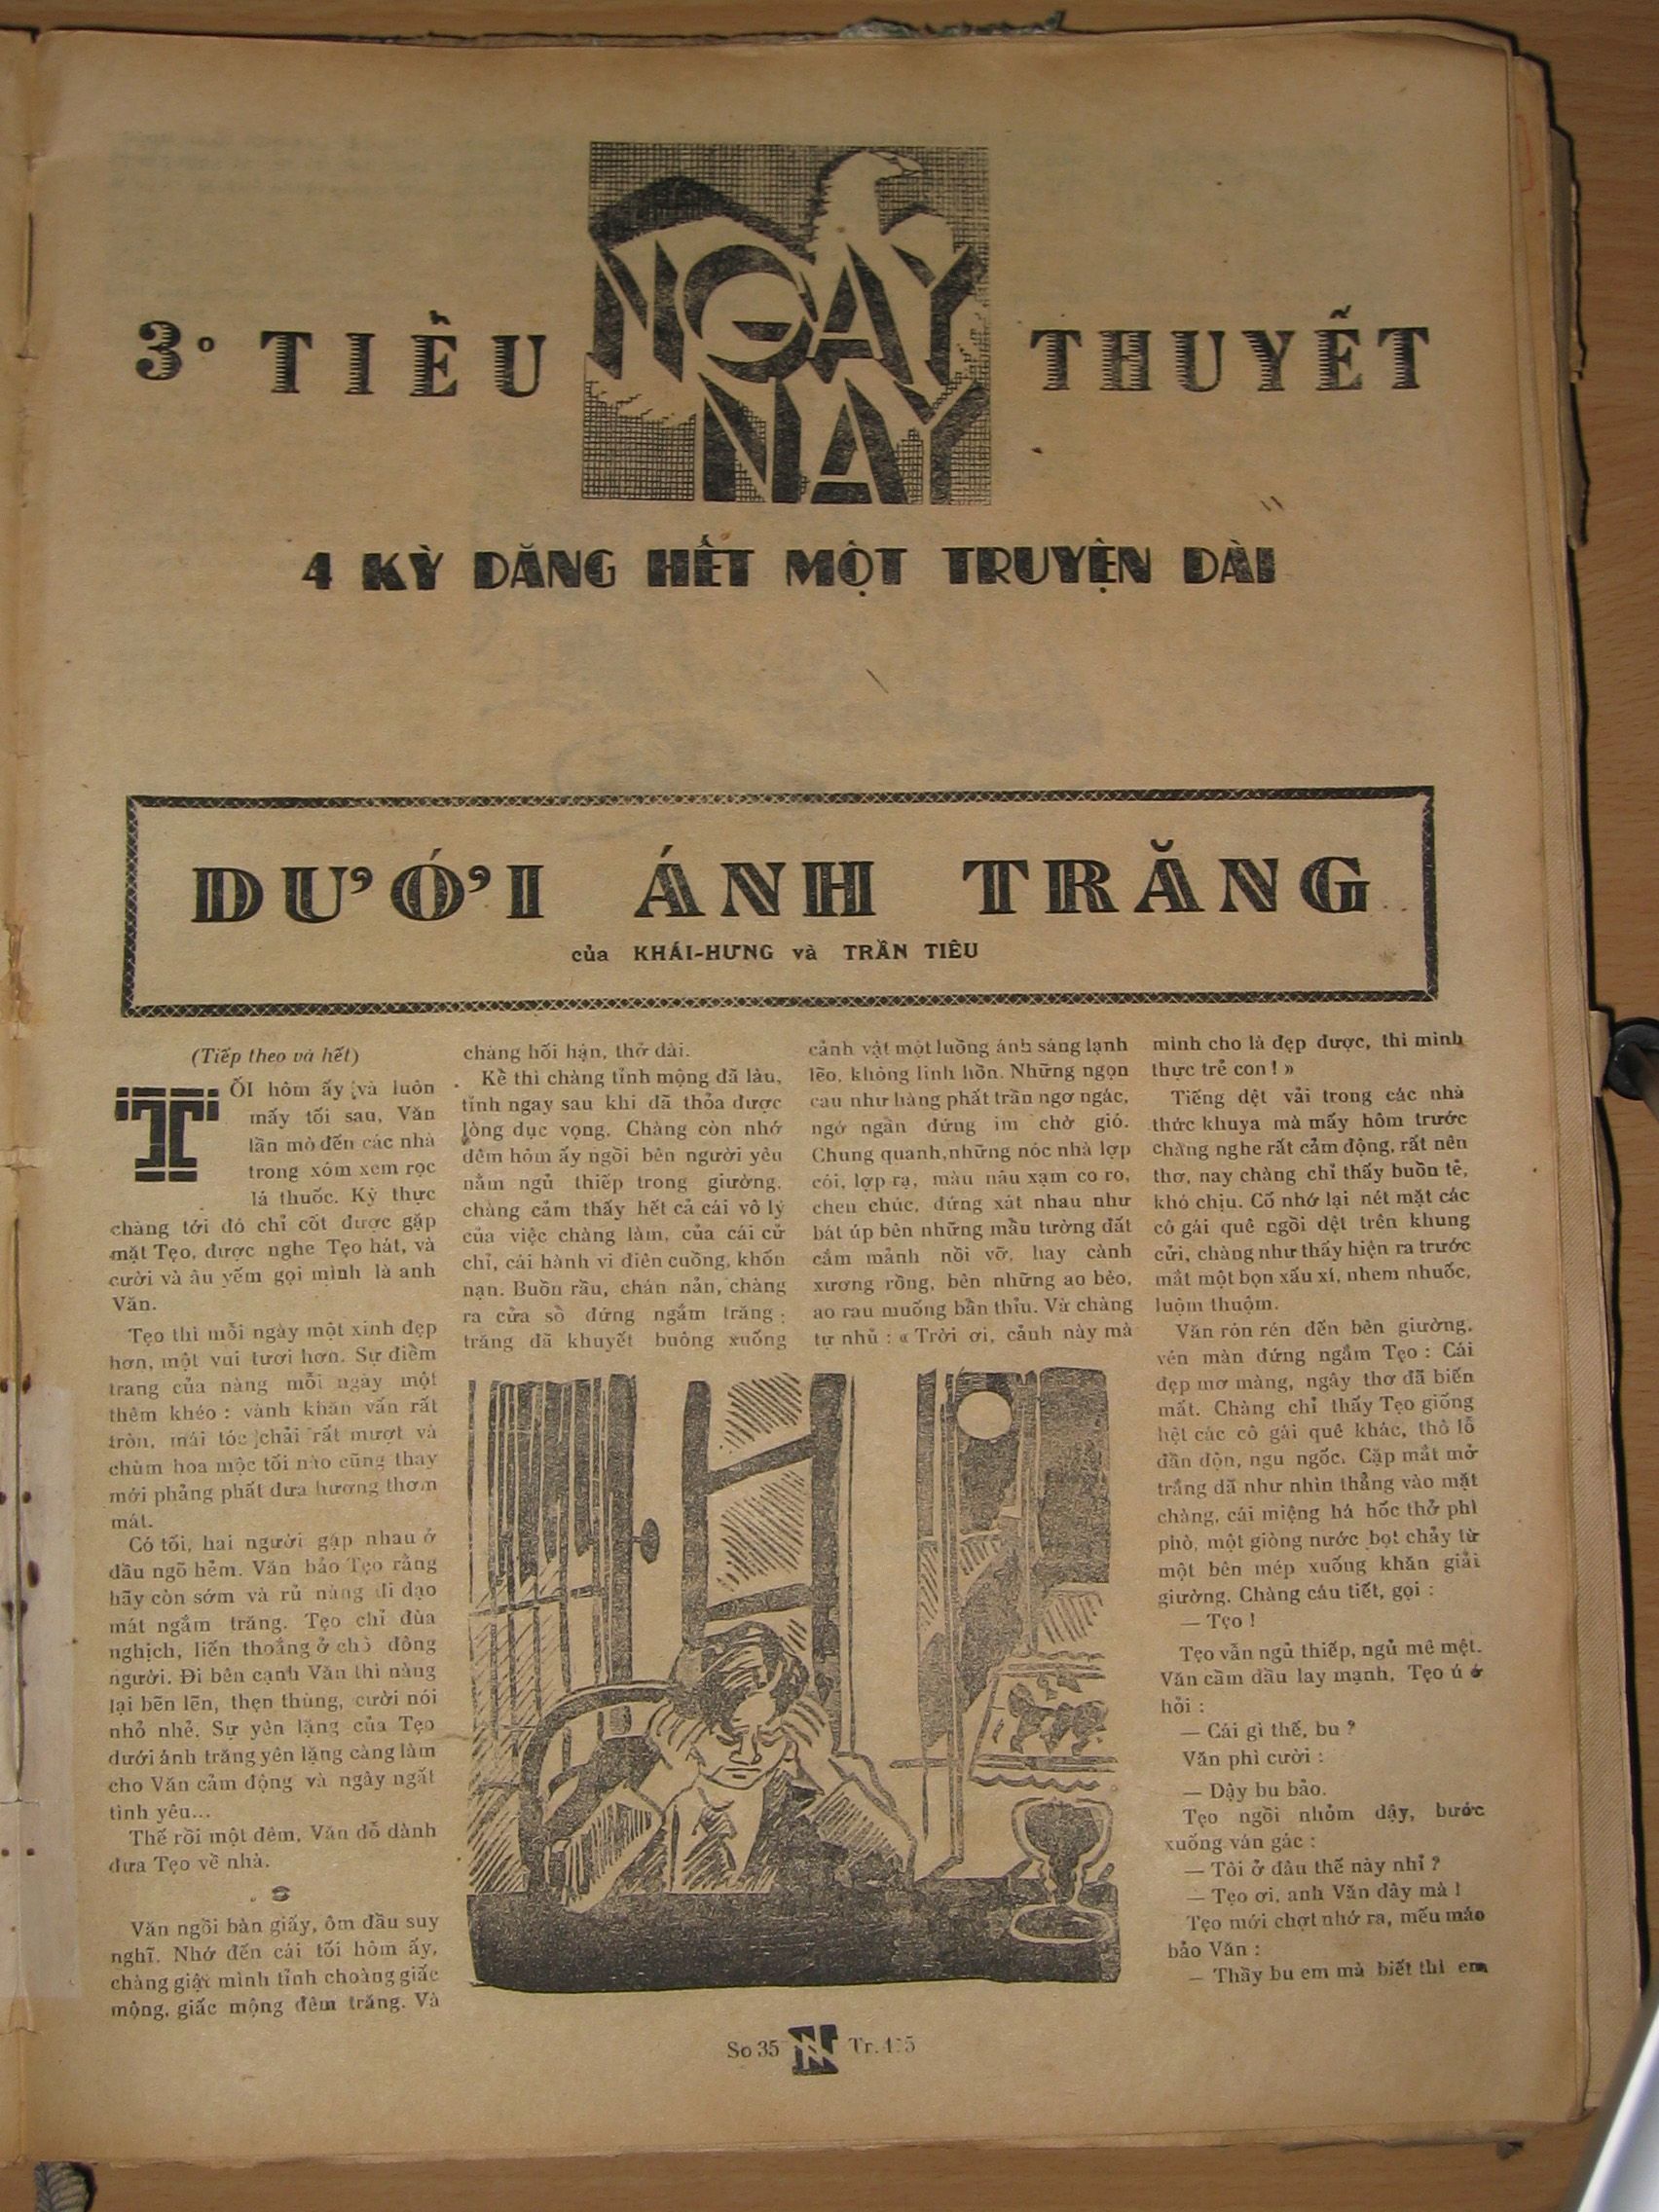 3º TIỂU
NGAY
NAY
THUYẾT
4 KỲ ĐĂNG HẾT MỘT TRUYỆN DÀI
DƯỚI ÁNH TRĂNG
của KHÁI-HƯNG và TRẦN TIÊU
(Tiếp theo và hết)
TỐI hôm ấy và luôn
mấy tối sau, Văn
lần mò đến các nhà
trong xóm xem rọc
lá thuốc. Kỳ thực
chàng tới đó chỉ cốt được gặp
mặt Tẹo, được nghe Tẹo hát, và
cười và âu yếm gọi mình là anh
Văn.
Tẹo thì mỗi ngày một xinh đẹp
hơn, một vui tươi hơn. Sự điểm
trang của nàng mỗi ngày một
thêm khéo : vành khăn vấn rất
tròn, mái tóc chải rất mượt và
chùm hoa mộc tối nào cũng thay
mới phảng phất đưa hương thơm
mát.
Có tối, hai người gặp nhau ở
đầu ngõ hẻm. Văn bảo Tẹo rằng
hãy còn sớm và rủ nàng đi dạo
mát ngắm trăng. Tẹo chỉ đùa
nghịch, liến thoắng ở chỗ đông
người. Đi bên cạnh Văn thì nàng
lại bẽn lẽn, thẹn thùng, cười nói
nhỏ nhẻ. Sự yên lặng của Tẹo
dưới ánh trăng yên lặng càng làm
cho Văn cảm động và ngây ngất
tình yêu...
Thế rồi một đêm, Văn dỗ dành
đưa Tẹo về nhà.
Văn ngồi bàn giấy, ôm đầu suy
nghĩ. Nhớ đến cái tối hôm ấy,
chàng giật mình tỉnh choàng giấc
mộng, giấc mộng đêm trăng. Và
chàng hối hận, thở dài.
Kể thì chàng tỉnh mộng đã lâu,
tỉnh ngay sau khi đã thỏa được
lòng dục vọng. Chàng còn nhớ
đêm hôm ấy ngồi bên người yêu
nằm ngủ thiếp trong giường,
chàng cảm thấy hết cả cái vô lý
của việc chàng làm, của cái cử
chỉ, cái hành vi điên cuồng, khốn
nạn. Buồn rầu, chán nản, chàng
ra cửa sổ đứng ngắm trăng ;
trăng đã khuyết buông xuống
cảnh vật một luồng ánh sáng lạnh
lẽo, không linh hồn. Những ngọn
cau như hàng phất trần ngơ ngác,
ngớ ngẩn đứng im chờ gió.
Chung quanh, những nóc nhà lợp
cói, lợp rạ, màu nâu xạm co ro,
chen chúc, đứng xát nhau như
bát úp bên những mẩu tường đất
cắm mảnh nồi vỡ, hay cành
xương rồng, bên những ao bèo,
ao rau muống bẩn thỉu. Và chàng
tự nhủ : « Trời ơi, cảnh này mà
mình cho là đẹp được, thì mình
thực trẻ con ! »
Tiếng dệt vải trong các nhà
thức khuya mà mấy hôm trước
chàng nghe rất cảm động, rất nên
thơ, nay chàng chỉ thấy buồn tẻ,
khó chịu. Cố nhớ lại nét mặt các
cô gái quê ngồi dệt trên khung
cửi, chàng như thấy hiện ra trước
mắt một bọn xấu xí, nhem nhuốc,
luộm thuộm.
Văn rón rén đến bên giường,
vén màn đứng ngắm Tẹo : Cái
đẹp mơ màng, ngây thơ đã biến
mất. Chàng chỉ thấy Tẹo giống
hệt các cô gái quê khác, thô lỗ
đần độn, ngu ngốc. Cặp mắt mở
trắng dã như nhìn thẳng vào mặt
chàng, cái miệng há hốc thở phì
phò, một giòng nước bọt chảy từ
một bên mép xuống khăn giải
giường. Chàng cáu tiết, gọi :
— Tẹo !
Tẹo vẫn ngủ thiếp, ngủ mê mệt.
Văn cầm đầu lay mạnh, Tẹo ú ớ
hỏi :
— Cái gì thế, bu ?
Văn phì cười :
— Dậy bu bảo.
Tẹo ngồi nhỏm dậy, bước
xuống ván gác :
— Tôi ở đâu thế này nhỉ ?
— Tẹo ơi, anh Văn đây mà !
Tẹo mới chợt nhớ ra, mếu máo
bảo Văn :
— Thầy bu em mà biết thì em
Số 35 N Tr.